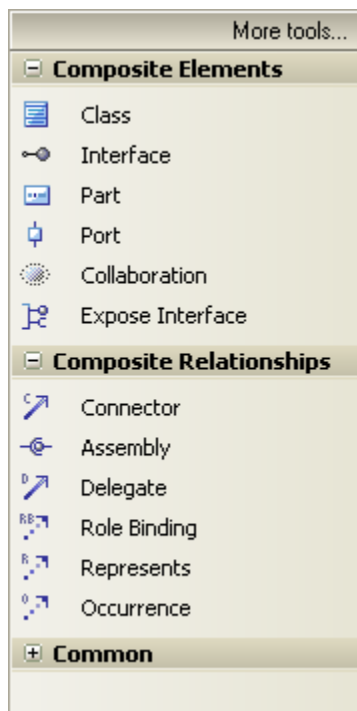 More tools...
Composite Elements
Class
Interface
Part
Port
Collaboration
Expose Interface
Composite Relationships
C Connector
Assembly
D Delegate
RB Role Binding
R Represents
O Occurrence
Common